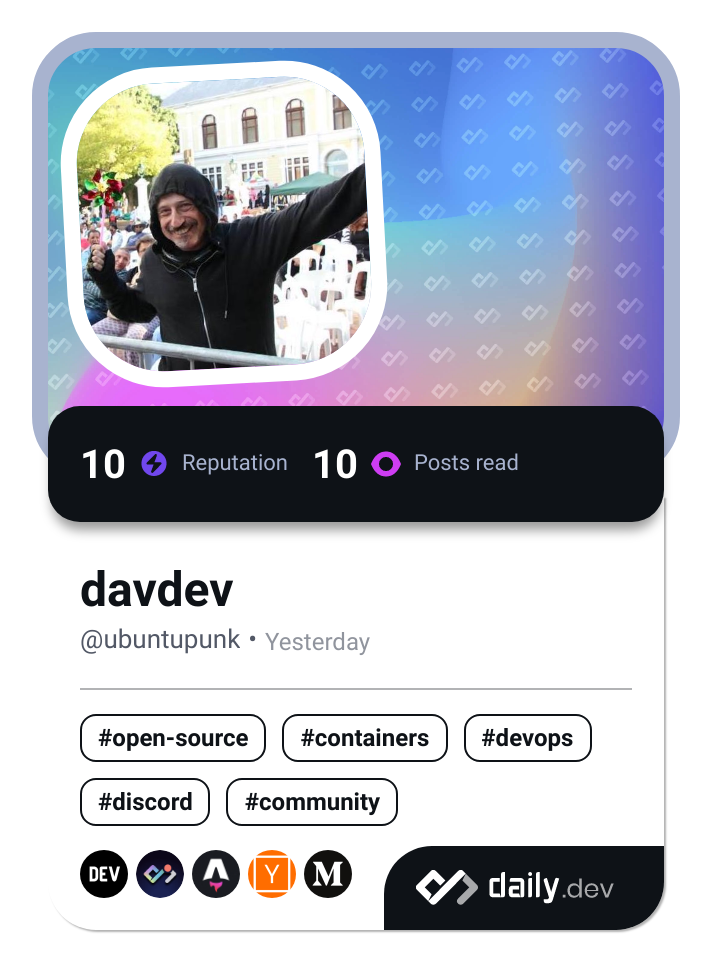 10 Reputation 10 Posts read
davdev
@ubuntupunk • Yesterday
#open-source #containers #devops
#discord #community
DEV Y M daily.dev